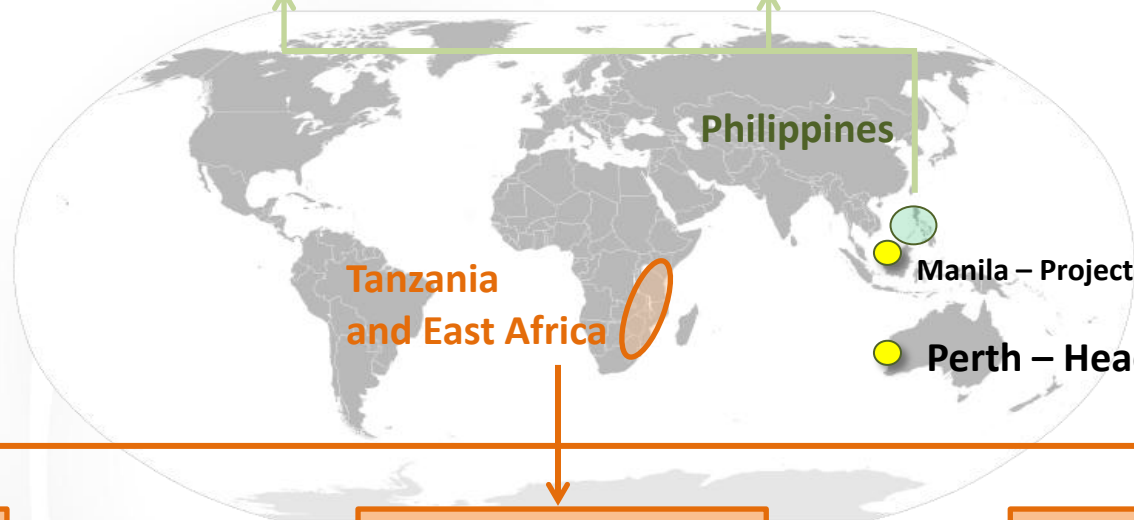 Philippines
Tanzania
and East Africa
Manila – Project
Perth – Hea